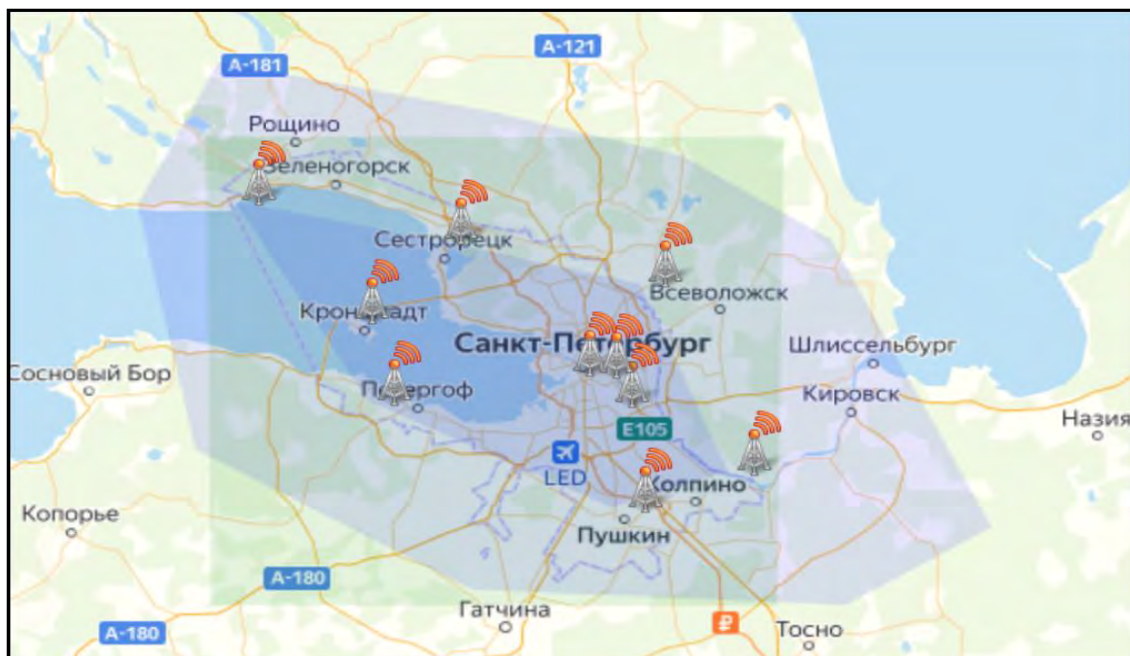 А-121
А-181
Рощино
Зеленогорск
Сестрорецк
Всеволожск
Кронштадт
Санкт-Петербург
Шлиссельбург
Сосновый Бор
Петергоф
Кировск
Назия
E105
LED
Колпино
Копорье
Пушкин
А-180
Гатчина
₽
А-180
Тосно